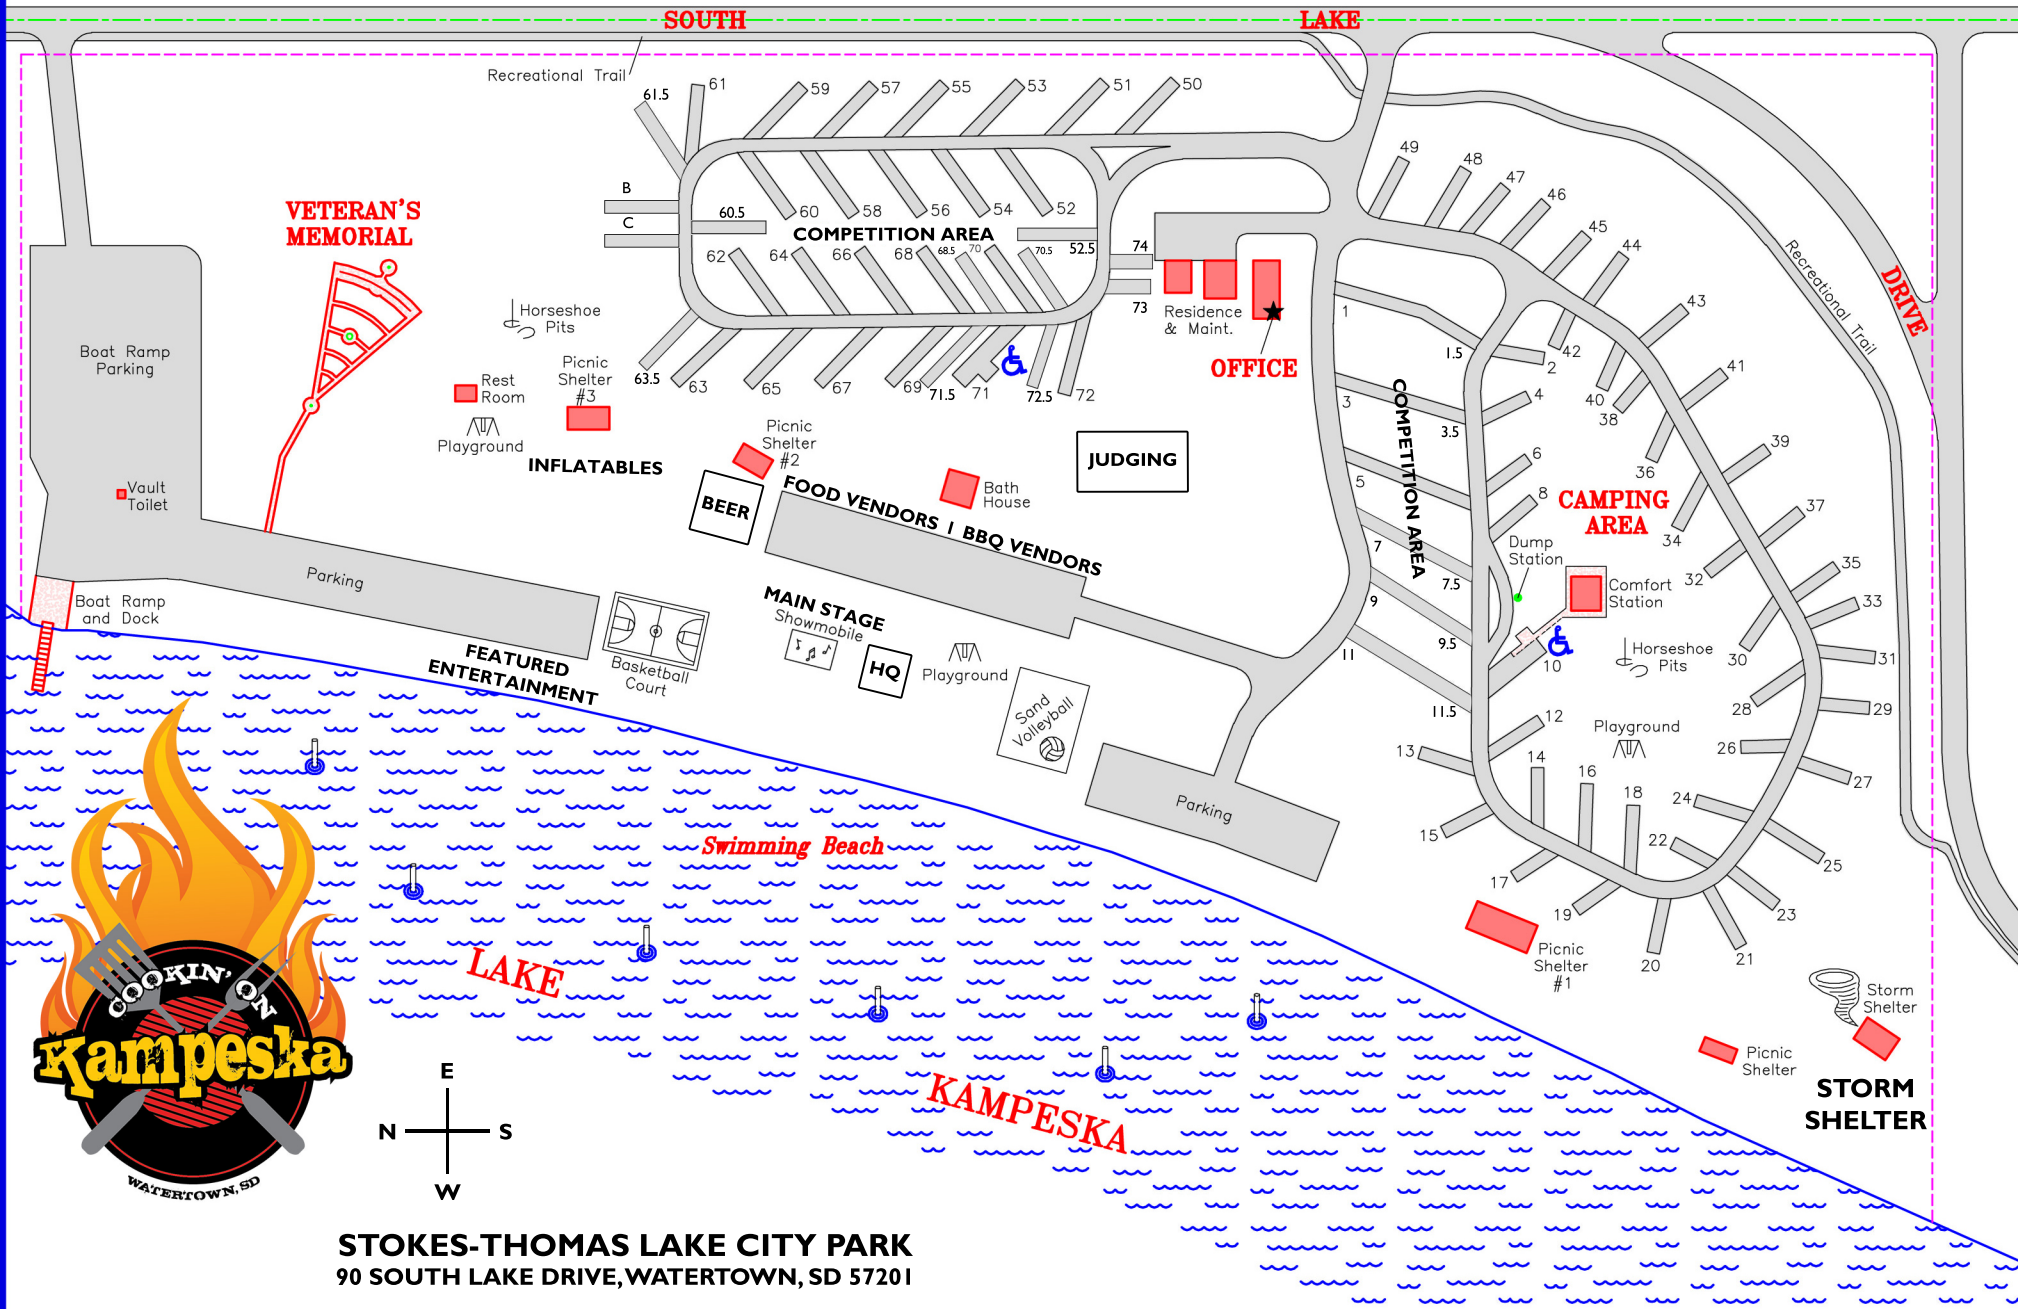 SOUTH LAKE
DRIVE
Recreational Trail
61.5
61
59
57
55
53
51
50
B
C
60.5
60
58
56
54
52
COMPETITION AREA
52.5
62
64
66
68
68.5
70
70.5
74
73
63.5
63
65
67
69
71.5
71
72.5
72
Residence
& Maint.
OFFICE
VETERAN'S
MEMORIAL
Boat Ramp
Parking
Vault
Toilet
Boat Ramp
and Dock
Parking
Horseshoe
Pits
Rest
Room
Picnic
Shelter
#3
Playground
INFLATABLES
Picnic
Shelter
#2
BEER
FOOD VENDORS | BBQ VENDORS
Bath
House
JUDGING
MAIN STAGE
Showmobile
HQ
Playground
Basketball
Court
FEATURED
ENTERTAINMENT
Sand
Volleyball
Parking
49
48
47
46
45
44
43
42
41
40
38
39
36
37
34
35
32
33
30
31
28
29
26
27
24
25
22
23
21
20
19
18
17
16
15
14
13
12
1
1.5
2
3
3.5
4
5
6
7
7.5
8
9
9.5
10
11
11.5
COMPETITION AREA
CAMPING
AREA
Dump
Station
Comfort
Station
Horseshoe
Pits
Playground
Recreational Trail
Picnic
Shelter
#1
Storm
Shelter
Picnic
Shelter
STORM
SHELTER
Swimming Beach
LAKE
KAMPESKA
COOKIN' ON
Kampeska
WATERTOWN, SD
E
N S
W
STOKES-THOMAS LAKE CITY PARK
90 SOUTH LAKE DRIVE, WATERTOWN, SD 57201